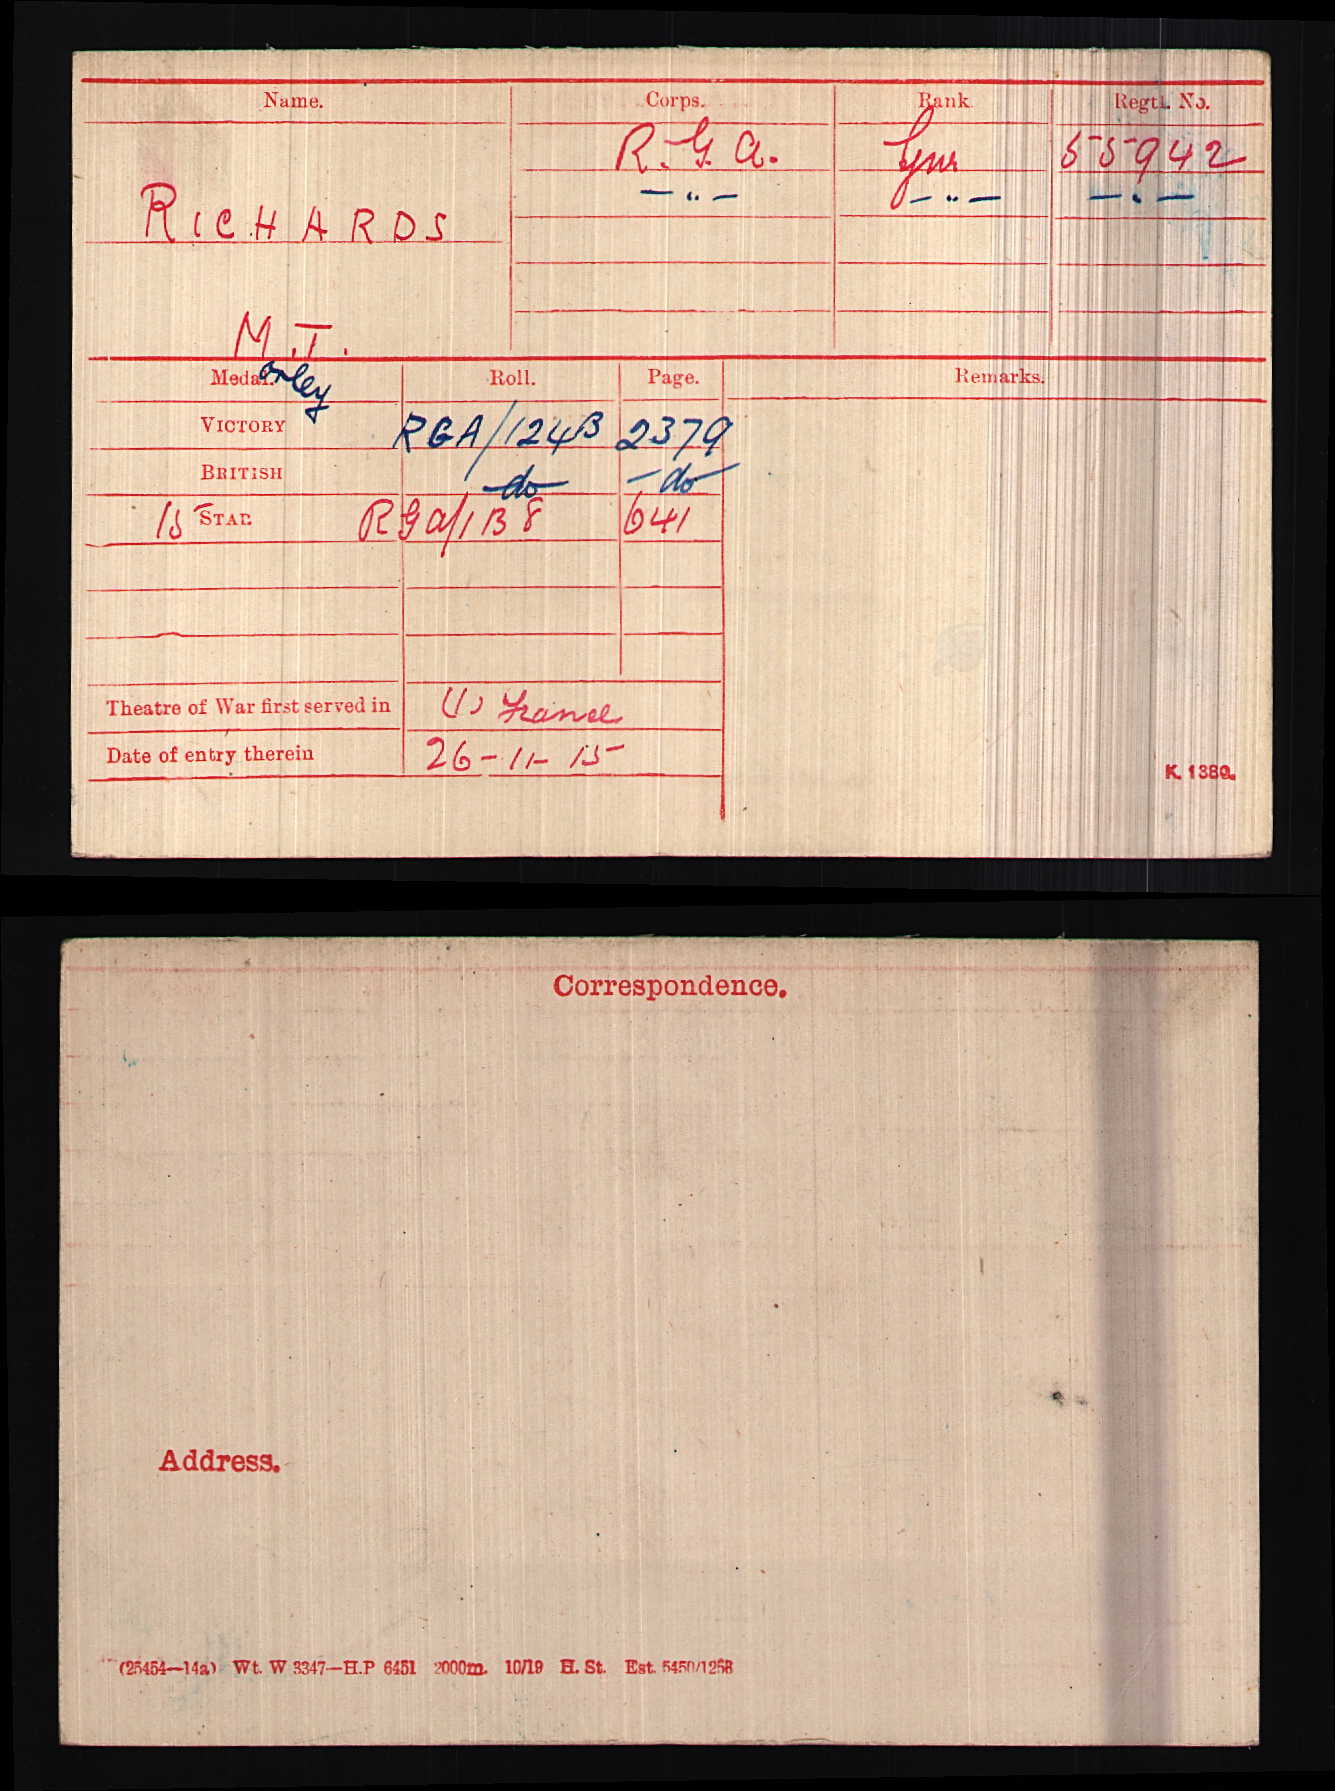 Name. Corps. Rank Regtl. No.
R.G.A. Gnr 55942
— " — — " — — " —
RICHARDS
M.T.
orley
Medal. Roll. Page. Remarks.
VICTORY RGA/124B 2379
BRITISH do do
15 STAR RGA/1B8 641
Theatre of War first served in (1) France
Date of entry therein 26-11-15
K. 1380.
Correspondence.
Address.
(25454—14a) Wt. W 3347—H.P 6451 2000m. 10/19 H. St. Est. 5450/1258